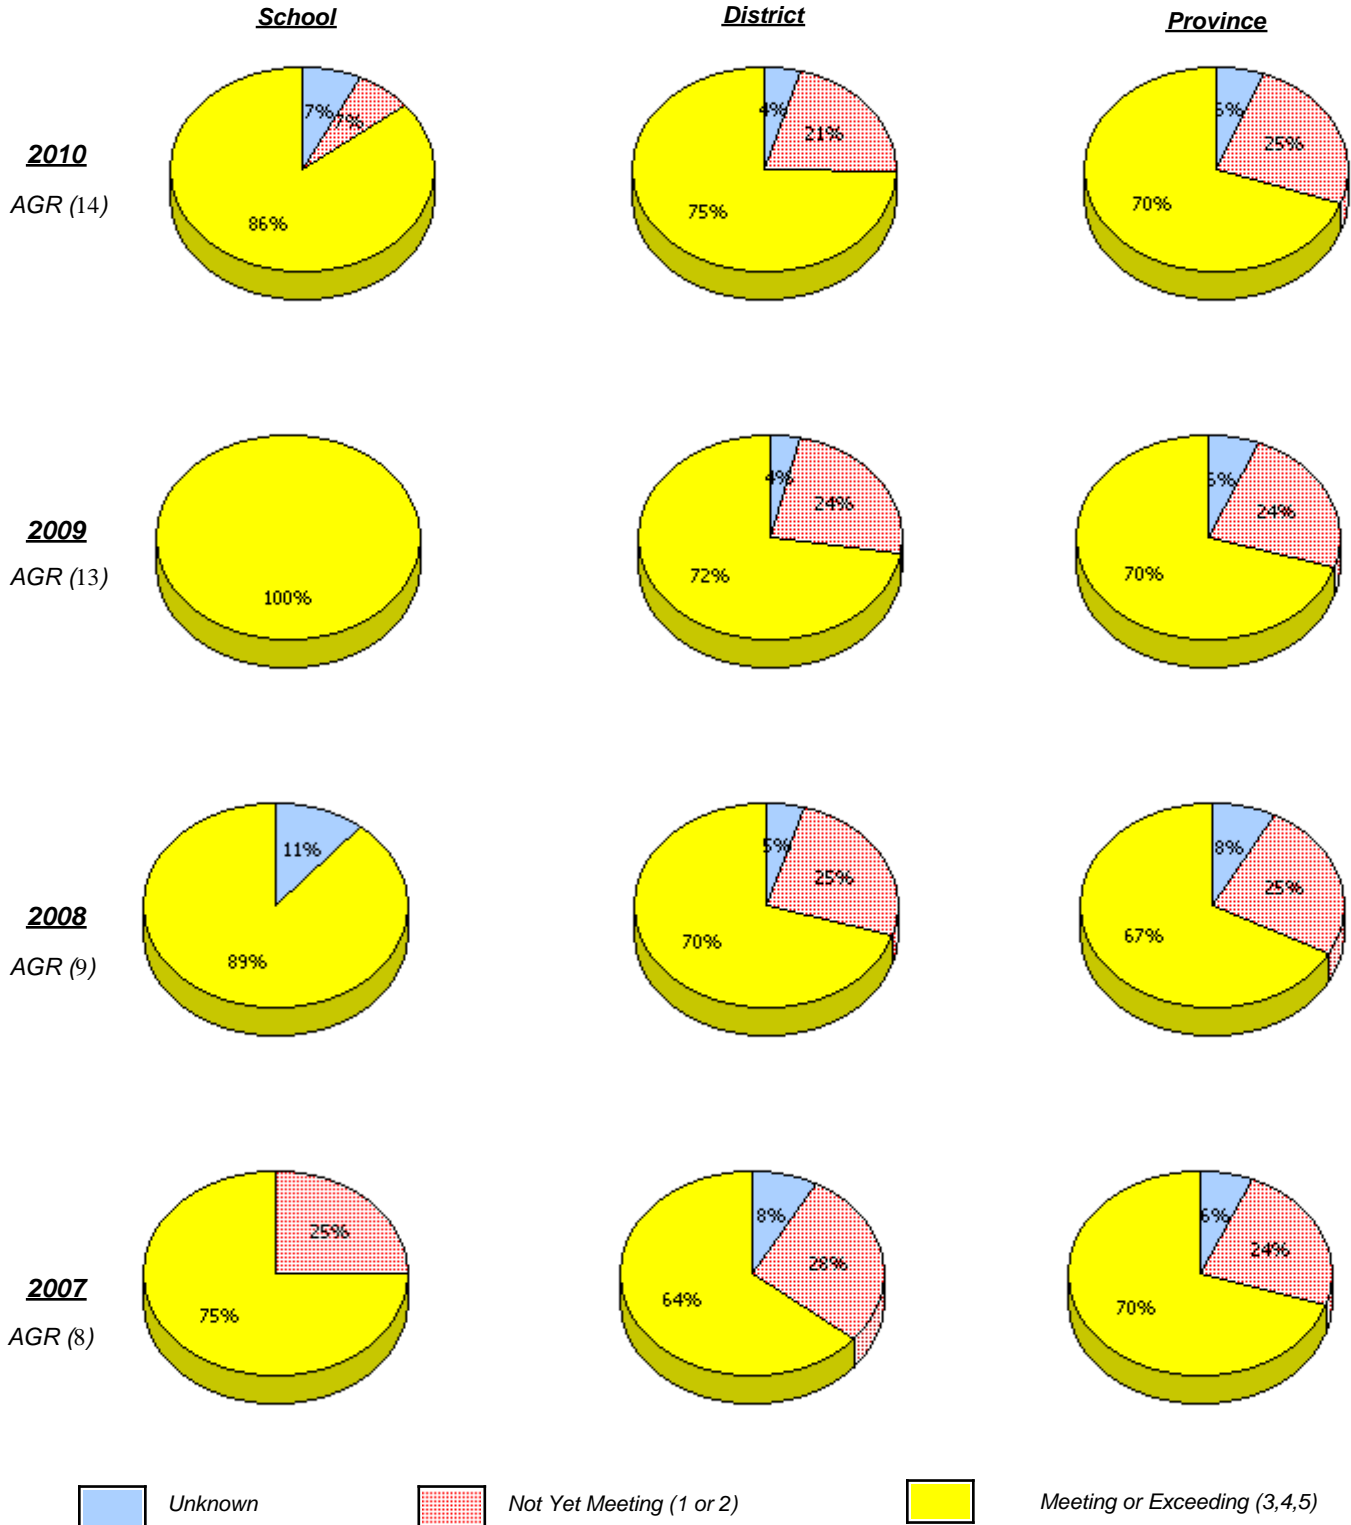 School District Province
2010
AGR (14)
7% 7% 86%
4% 21% 75%
25% 70%
2009
AGR (13)
100%
4% 24% 72%
24% 70%
2008
AGR (9)
11% 89%
5% 25% 70%
8% 25% 67%
2007
AGR (8)
25% 75%
8% 28% 64%
6% 24% 70%
Unknown Not Yet Meeting (1 or 2) Meeting or Exceeding (3,4,5)